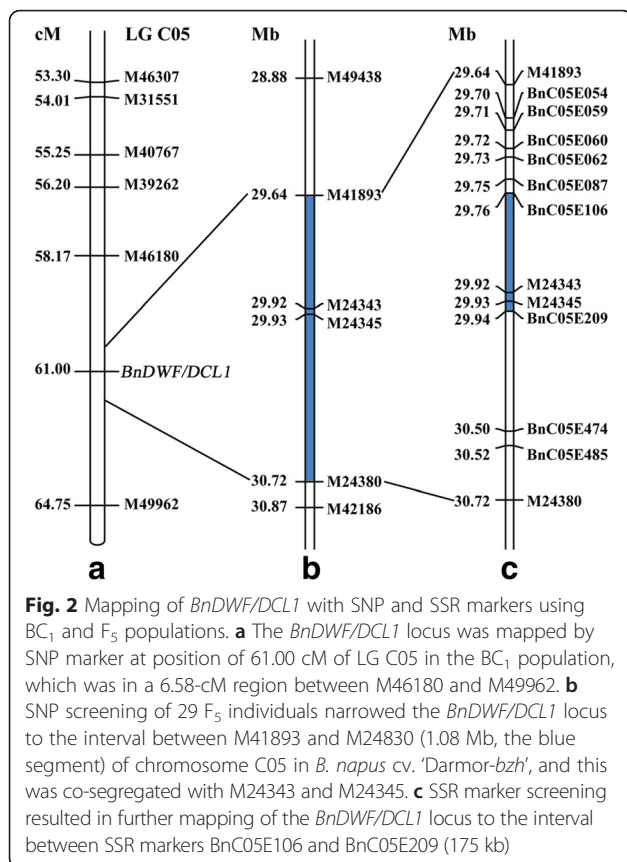 cM LG C05 Mb Mb
53.30 M46307
54.01 M31551
55.25 M40767
56.20 M39262
58.17 M46180
61.00 BnDWF/DCL1
64.75 M49962
a
28.88 M49438
29.64 M41893
29.92 M24343
29.93 M24345
30.72 M24380
30.87 M42186
b
29.64 M41893
29.70 BnC05E054
29.71 BnC05E059
29.72 BnC05E060
29.73 BnC05E062
29.75 BnC05E087
29.76 BnC05E106
29.92 M24343
29.93 M24345
29.94 BnC05E209
30.50 BnC05E474
30.52 BnC05E485
30.72 M24380
c
Fig. 2 Mapping of BnDWF/DCL1 with SNP and SSR markers using
BC₁ and F₅ populations. a The BnDWF/DCL1 locus was mapped by
SNP marker at position of 61.00 cM of LG C05 in the BC₁ population,
which was in a 6.58-cM region between M46180 and M49962. b
SNP screening of 29 F₅ individuals narrowed the BnDWF/DCL1 locus
to the interval between M41893 and M24830 (1.08 Mb, the blue
segment) of chromosome C05 in B. napus cv. 'Darmor-bzh', and this
was co-segregated with M24343 and M24345. c SSR marker screening
resulted in further mapping of the BnDWF/DCL1 locus to the interval
between SSR markers BnC05E106 and BnC05E209 (175 kb)